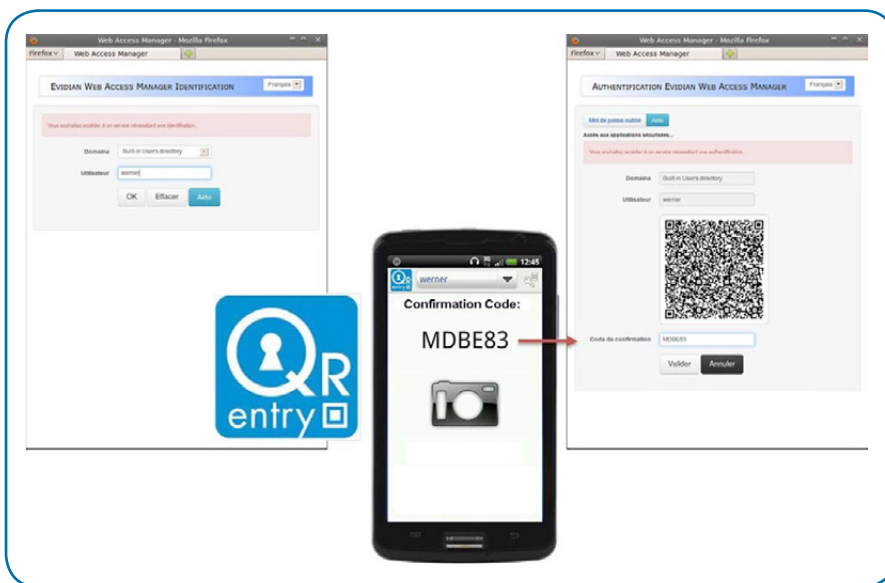 Web Access Manager - Mozilla Firefox
Firefox
Web Access Manager
EVIDIAN WEB ACCESS MANAGER IDENTIFICATION
Français
Vous souhaitez accéder à un service nécessitant une identification.
Domaine
Built-in User's directory
Utilisateur
werner
OK
Effacer
Aide
QR
entry
12:45
QR
entry
werner
Confirmation Code:
MDBE83
Web Access Manager - Mozilla Firefox
Firefox
Web Access Manager
AUTHENTIFICATION EVIDIAN WEB ACCESS MANAGER
Français
Mot de passe oublié
Aide
Accès aux applications sécurisées...
Vous souhaitez accéder à un service nécessitant une authentification...
Domaine
Built-in User's directory
Utilisateur
werner
Code de confirmation
MDBE83
Valider
Annuler